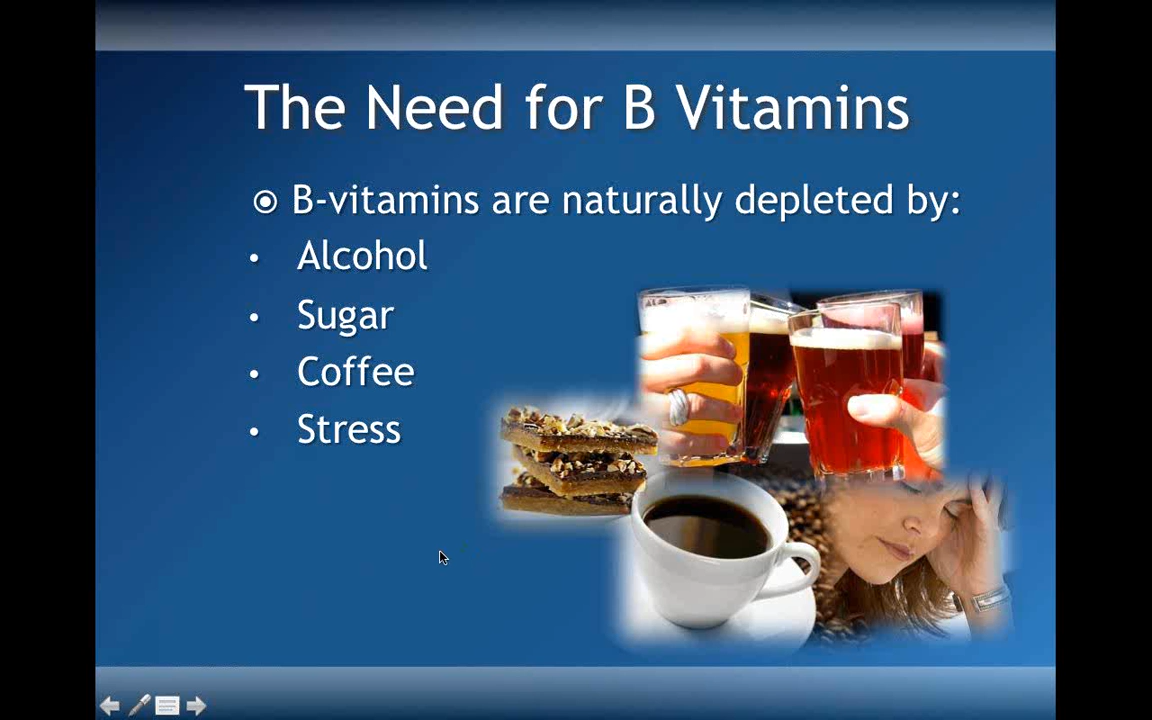 The Need for B Vitamins
B-vitamins are naturally depleted by:
• Alcohol
• Sugar
• Coffee
• Stress